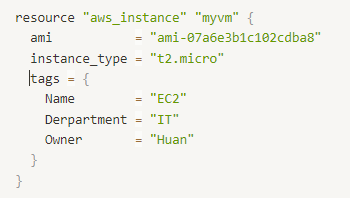 resource "aws_instance" "myvm" {
  ami           = "ami-07a6e3b1c102cdba8"
  instance_type = "t2.micro"
  tags = {
    Name        = "EC2"
    Derpartment = "IT"
    Owner       = "Huan"
  }
}